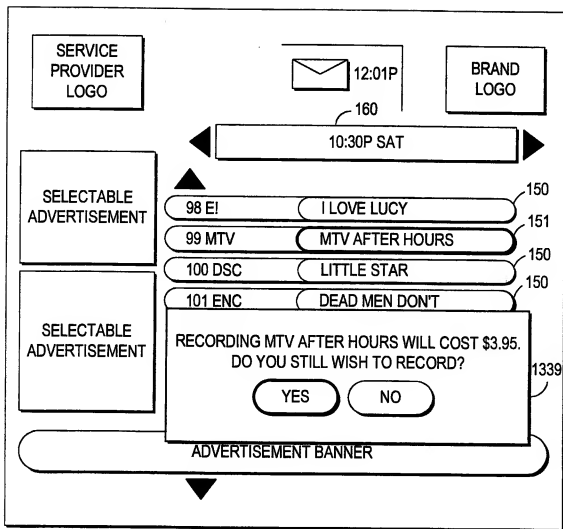 SERVICE
PROVIDER
LOGO
12:01P
BRAND
LOGO
160
10:30P SAT
SELECTABLE
ADVERTISEMENT
98 E! I LOVE LUCY
150
99 MTV MTV AFTER HOURS
151
100 DSC LITTLE STAR
150
101 ENC DEAD MEN DON'T
150
SELECTABLE
ADVERTISEMENT
RECORDING MTV AFTER HOURS WILL COST $3.95.
DO YOU STILL WISH TO RECORD?
1339
YES NO
ADVERTISEMENT BANNER